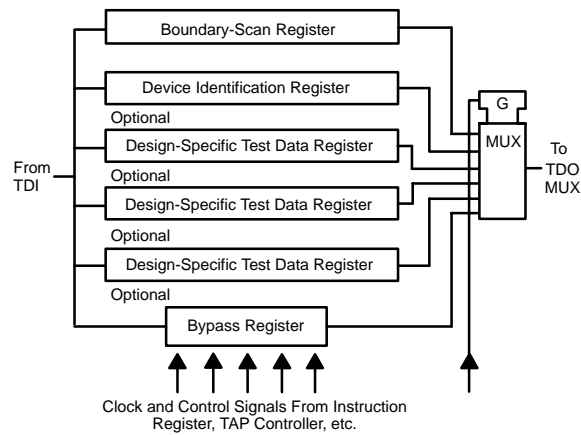 Boundary-Scan Register
Device Identification Register
Optional
Design-Specific Test Data Register
Optional
Design-Specific Test Data Register
Optional
Design-Specific Test Data Register
Optional
Bypass Register
From
TDI
G
MUX
To
TDO
MUX
Clock and Control Signals From Instruction
Register, TAP Controller, etc.